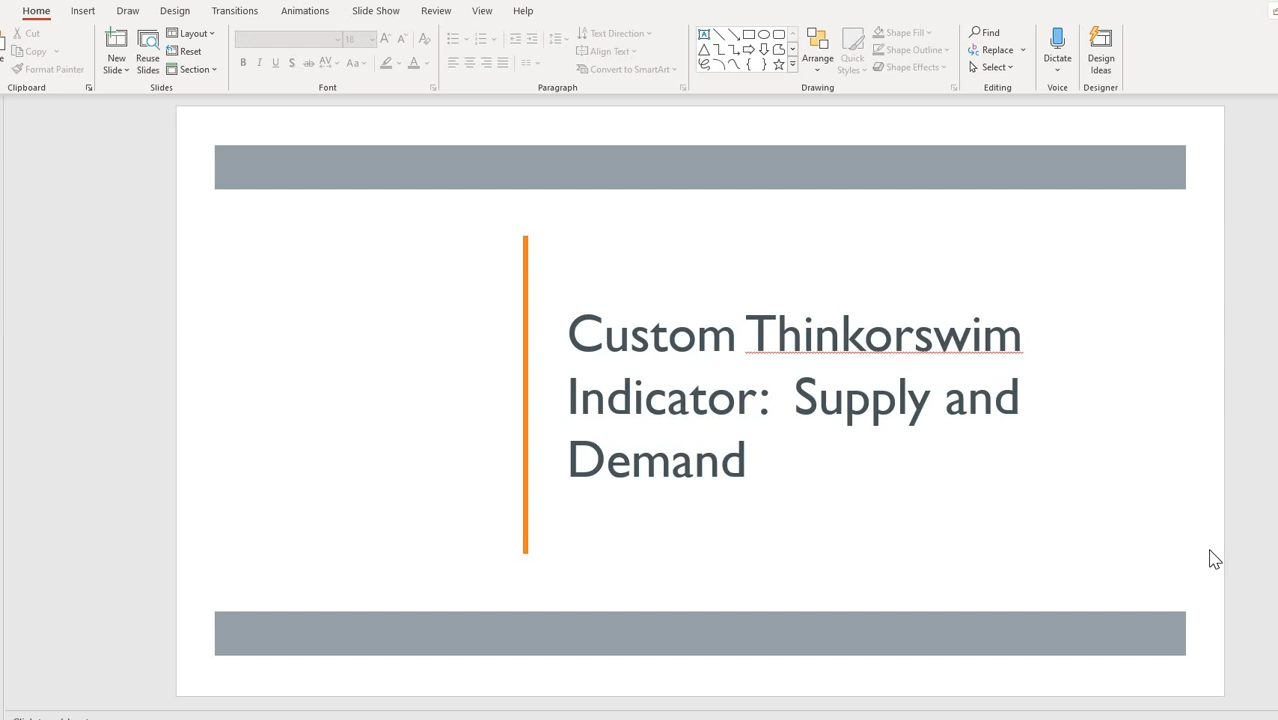 Home Insert Draw Design Transitions Animations Slide Show Review View Help
Cut
Copy
Format Painter
Clipboard
New
Slide
Reuse
Slides
Layout
Reset
Section
Slides
18
Font
Text Direction
Align Text
Convert to SmartArt
Paragraph
Arrange
Quick
Styles
Shape Fill
Shape Outline
Shape Effects
Drawing
Find
Replace
Select
Editing
Dictate
Voice
Design
Ideas
Designer
Custom Thinkorswim
Indicator: Supply and
Demand